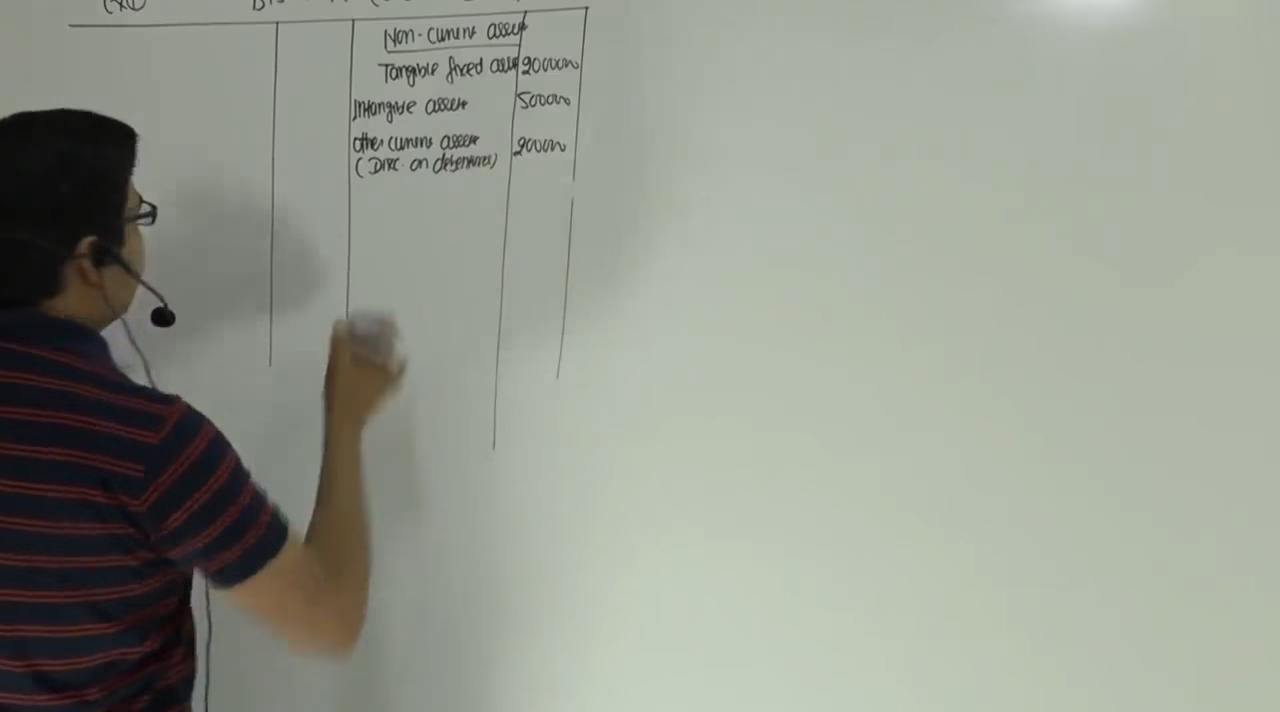 Non-current assets
Tangible fixed assets 200000
Intangible assets 50000
Other current assets 20000
(Disc. on debentures)